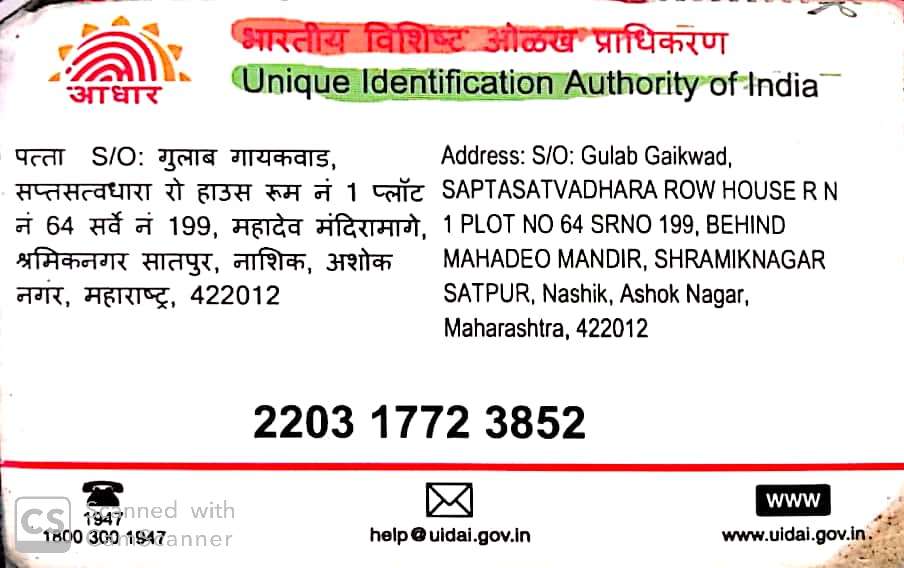 भारतीय विशिष्ट ओळख प्राधिकरण
Unique Identification Authority of India
आधार
पत्ता S/O: गुलाब गायकवाड,
सप्तसत्वधारा रो हाउस रूम नं 1 प्लॉट
नं 64 सर्वे नं 199, महादेव मंदिरामागे,
श्रमिकनगर सातपुर, नाशिक, अशोक
नगर, महाराष्ट्र, 422012
Address: S/O: Gulab Gaikwad,
SAPTASATVADHARA ROW HOUSE R N
1 PLOT NO 64 SRNO 199, BEHIND
MAHADEO MANDIR, SHRAMIKNAGAR
SATPUR, Nashik, Ashok Nagar,
Maharashtra, 422012
2203 1772 3852
1947
1800 300 1947
help@uidai.gov.in
www
www.uidai.gov.in
CS
Scanned with
CamScanner